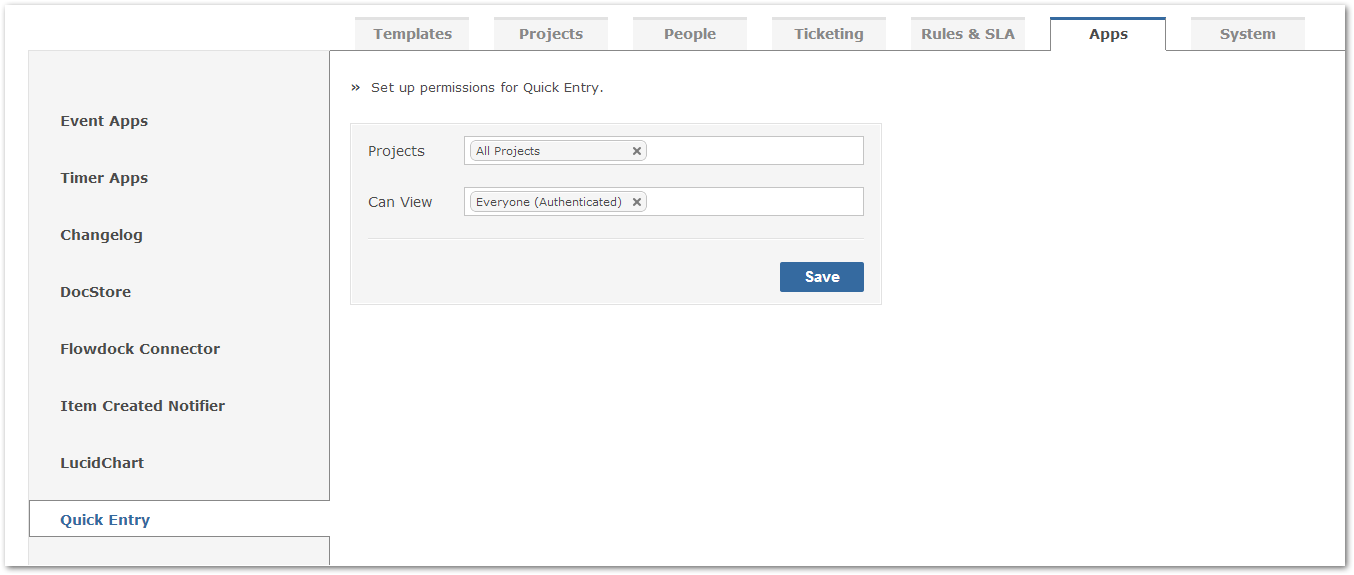 Templates Projects People Ticketing Rules & SLA Apps System
Event Apps
Timer Apps
Changelog
DocStore
Flowdock Connector
Item Created Notifier
LucidChart
Quick Entry
» Set up permissions for Quick Entry.
Projects All Projects ×
Can View Everyone (Authenticated) ×
Save